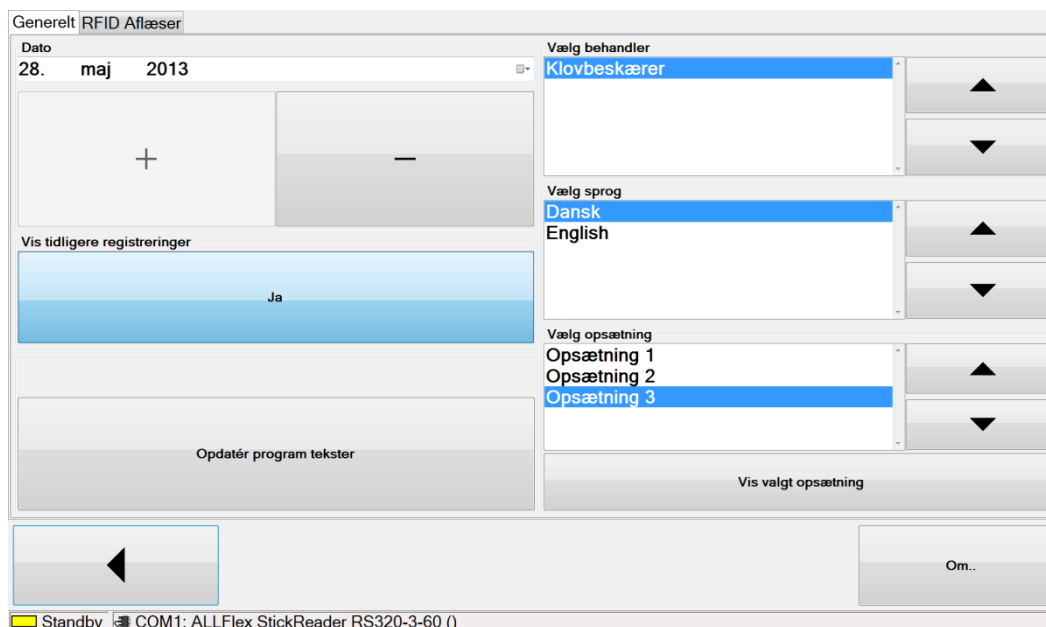 Generelt RFID Aflæser
Dato
28. maj 2013
+ −
Vis tidligere registreringer
Ja
Opdatér program tekster
Vælg behandler
Klovbeskærer
Vælg sprog
Dansk
English
Vælg opsætning
Opsætning 1
Opsætning 2
Opsætning 3
Vis valgt opsætning
Om..
Standby COM1: ALLFlex StickReader RS320-3-60 ()